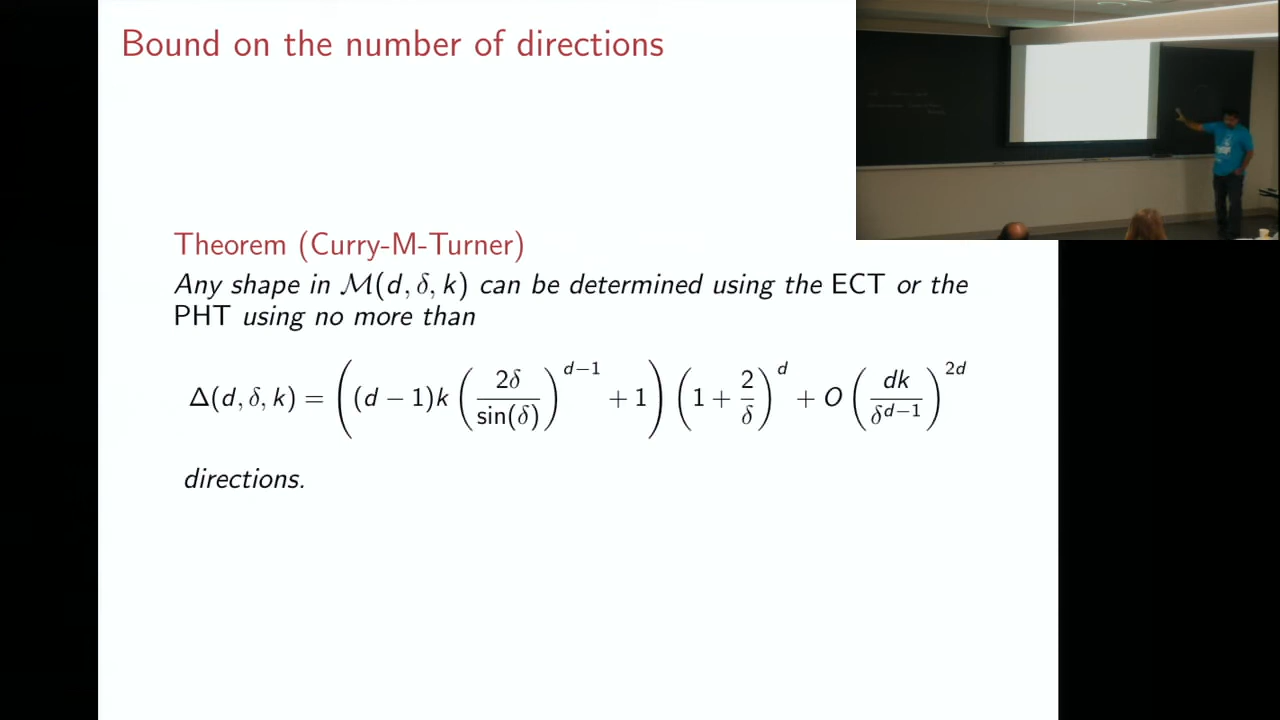 Bound on the number of directions
Theorem (Curry-M-Turner)
Any shape in ℳ(d, δ, k) can be determined using the ECT or the
PHT using no more than
Δ(d, δ, k) = ((d − 1)k (2δ/sin(δ))^{d−1} + 1) (1 + 2/δ)^d + O (dk/δ^{d−1})^{2d}
directions.